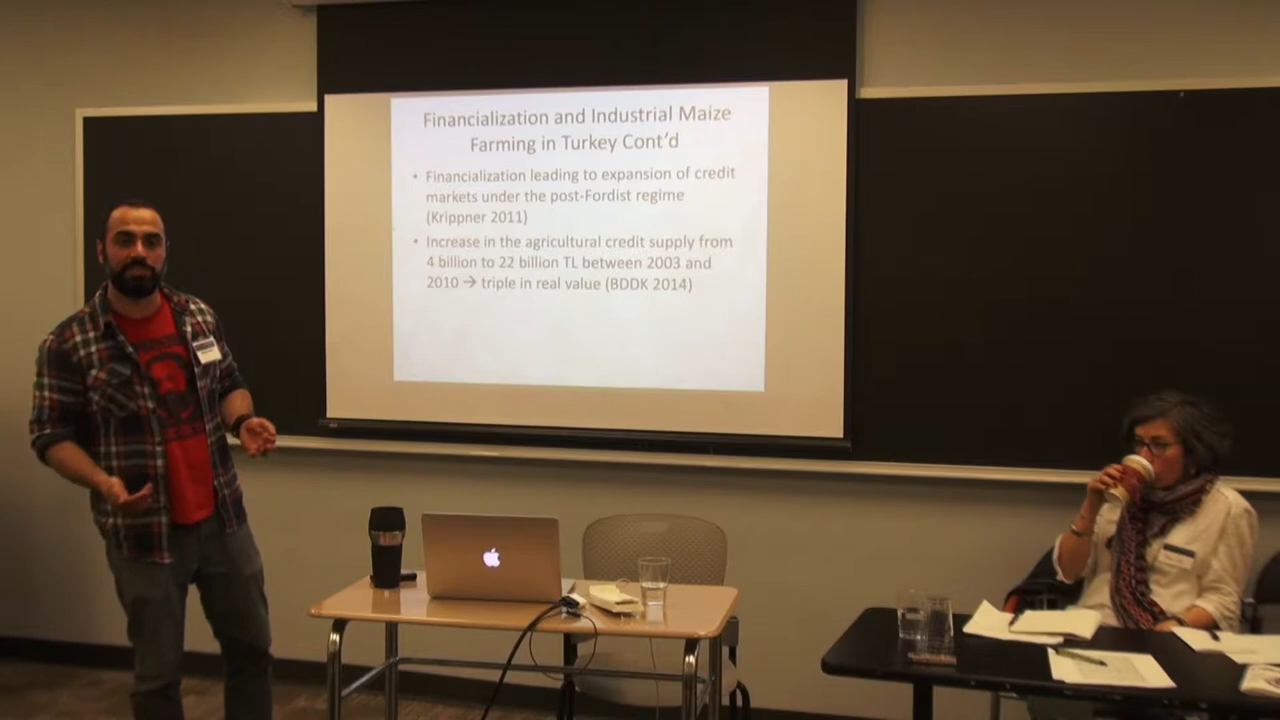 Financialization and Industrial Maize
Farming in Turkey Cont'd
• Financialization leading to expansion of credit
markets under the post-Fordist regime
(Krippner 2011)
• Increase in the agricultural credit supply from
4 billion to 22 billion TL between 2003 and
2010 → triple in real value (BDDK 2014)